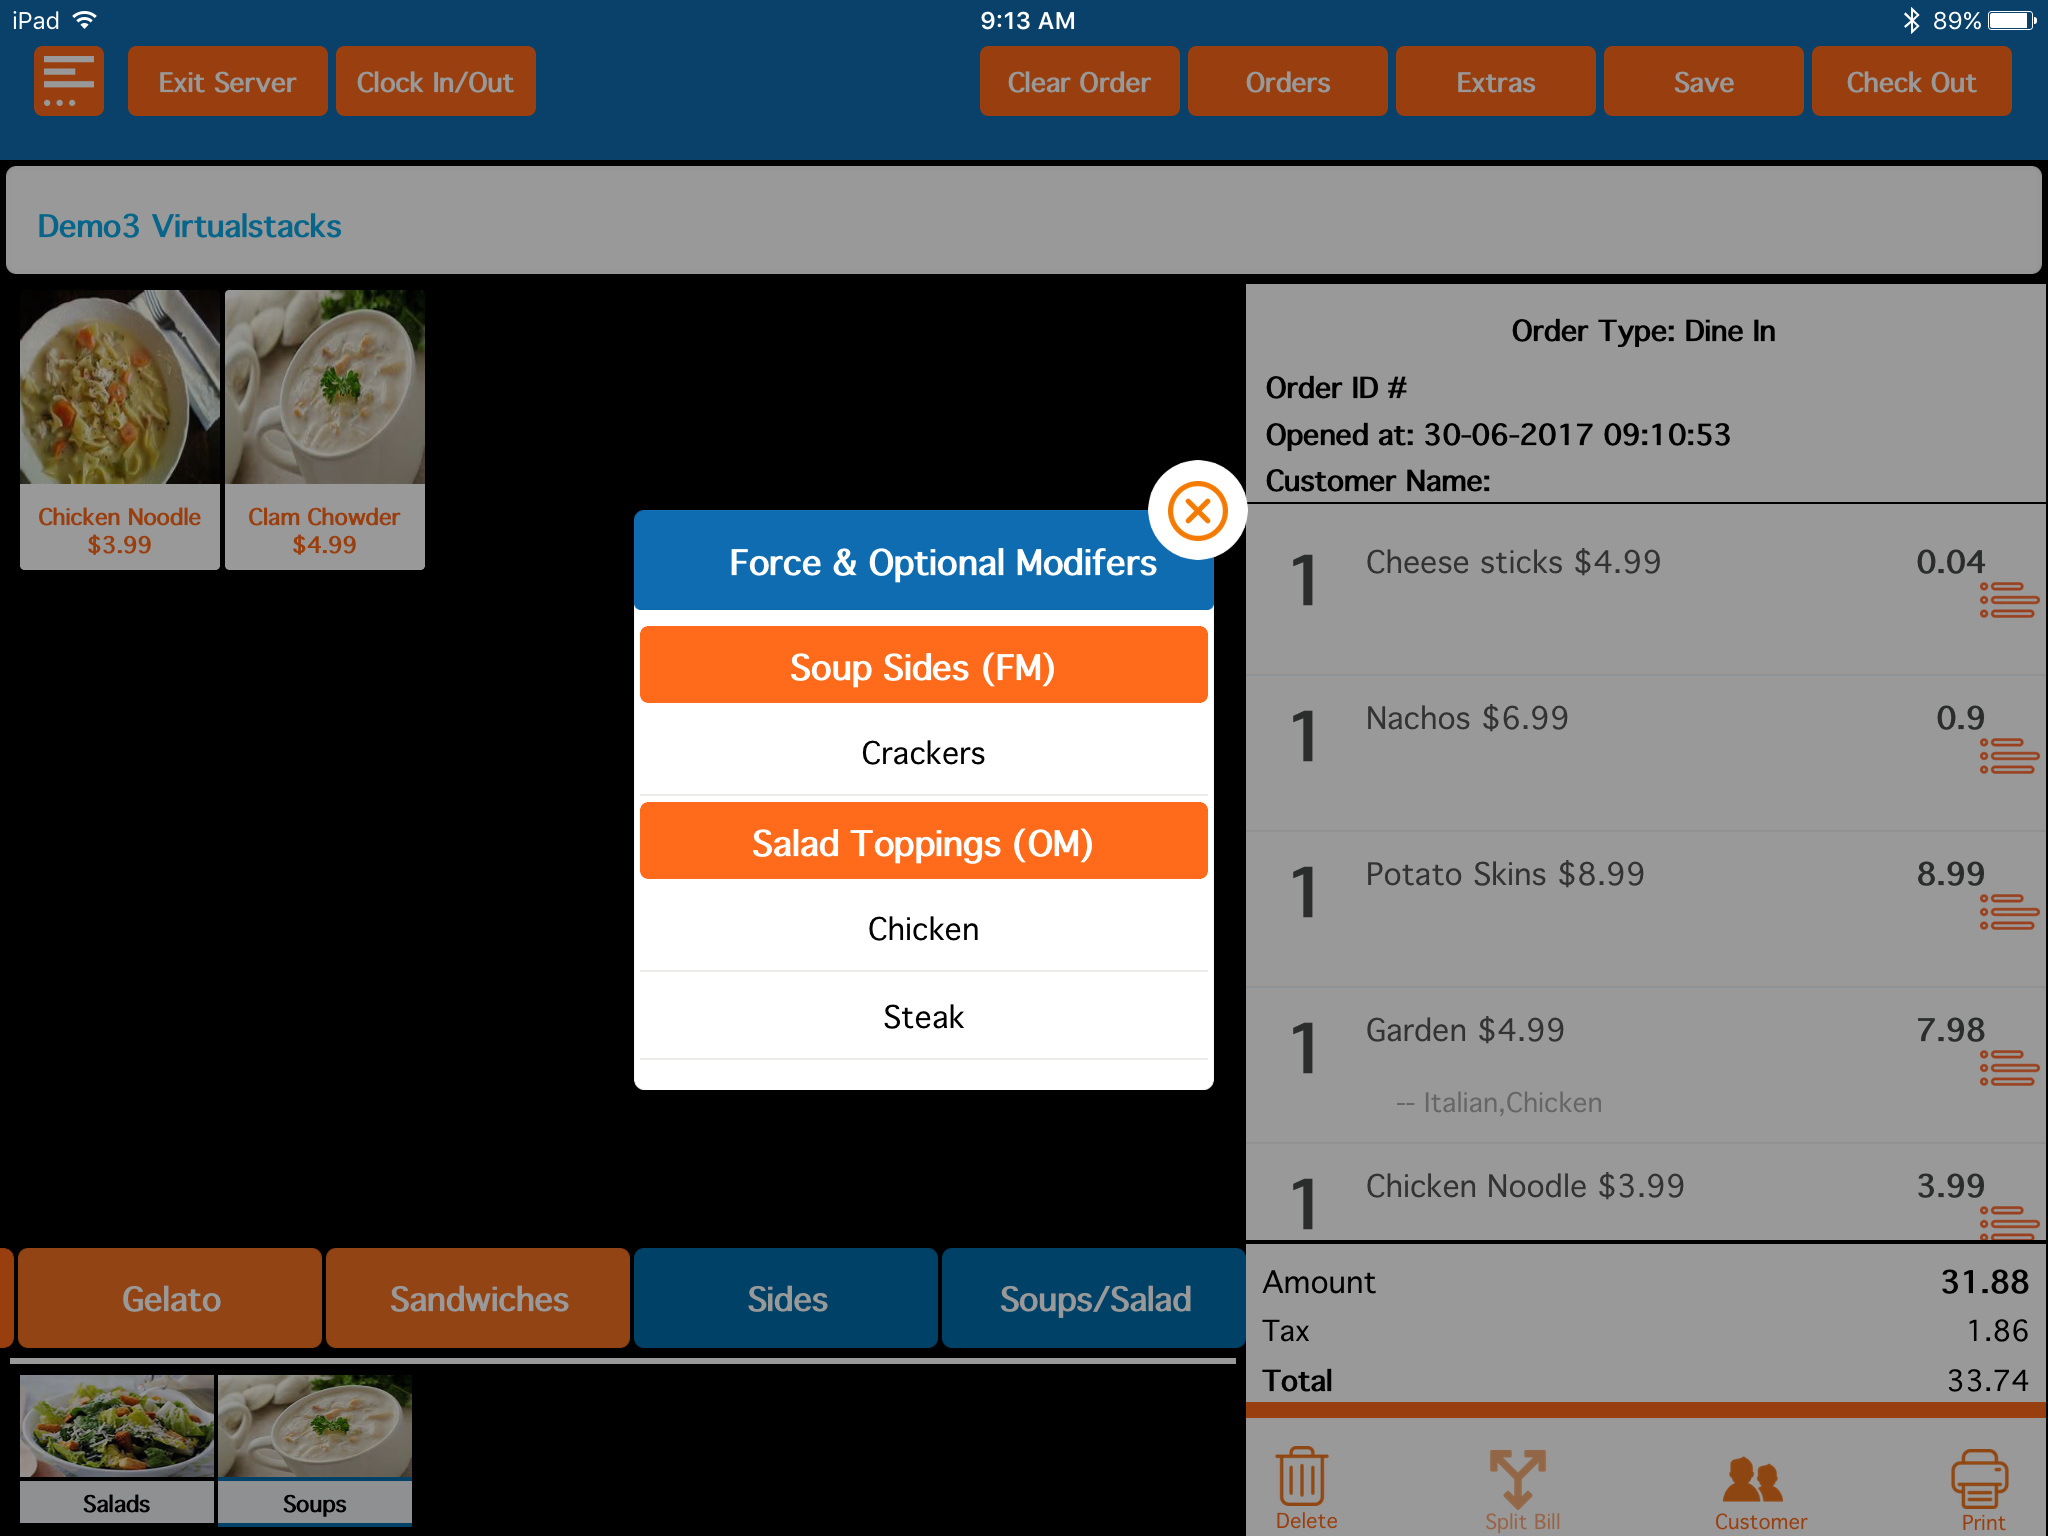 iPad
9:13 AM
89%
Exit Server
Clock In/Out
Clear Order
Orders
Extras
Save
Check Out
Demo3 Virtualstacks
Chicken Noodle
$3.99
Clam Chowder
$4.99
Force & Optional Modifers
Soup Sides (FM)
Crackers
Salad Toppings (OM)
Chicken
Steak
Order Type: Dine In
Order ID #
Opened at: 30-06-2017 09:10:53
Customer Name:
1 Cheese sticks $4.99 0.04
1 Nachos $6.99 0.9
1 Potato Skins $8.99 8.99
1 Garden $4.99 7.98
-- Italian,Chicken
1 Chicken Noodle $3.99 3.99
Amount 31.88
Tax 1.86
Total 33.74
Gelato
Sandwiches
Sides
Soups/Salad
Salads
Soups
Delete
Split Bill
Customer
Print